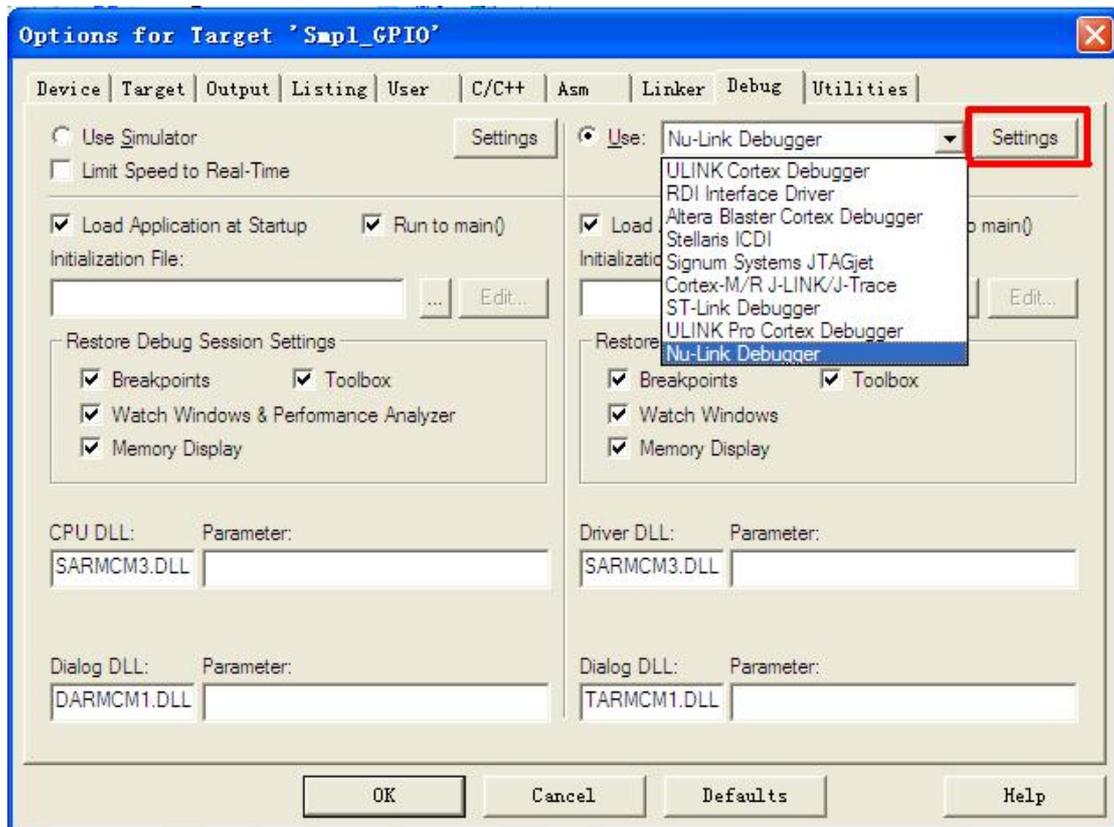 Options for Target 'Smpl_GPIO'
Device Target Output Listing User C/C++ Asm Linker Debug Utilities
Use Simulator Settings
Limit Speed to Real-Time
Load Application at Startup Run to main()
Initialization File:
... Edit...
Restore Debug Session Settings
Breakpoints Toolbox
Watch Windows & Performance Analyzer
Memory Display
CPU DLL: Parameter:
SARMCM3.DLL
Dialog DLL: Parameter:
DARMCM1.DLL
Use: Nu-Link Debugger Settings
ULINK Cortex Debugger
RDI Interface Driver
Altera Blaster Cortex Debugger
Stellaris ICDI
Signum Systems JTAGjet
Cortex-M/R J-LINK/J-Trace
ST-Link Debugger
ULINK Pro Cortex Debugger
Nu-Link Debugger
Load main()
Edit...
Restore
Breakpoints Toolbox
Watch Windows
Memory Display
Driver DLL: Parameter:
SARMCM3.DLL
Dialog DLL: Parameter:
TARMCM1.DLL
OK Cancel Defaults Help